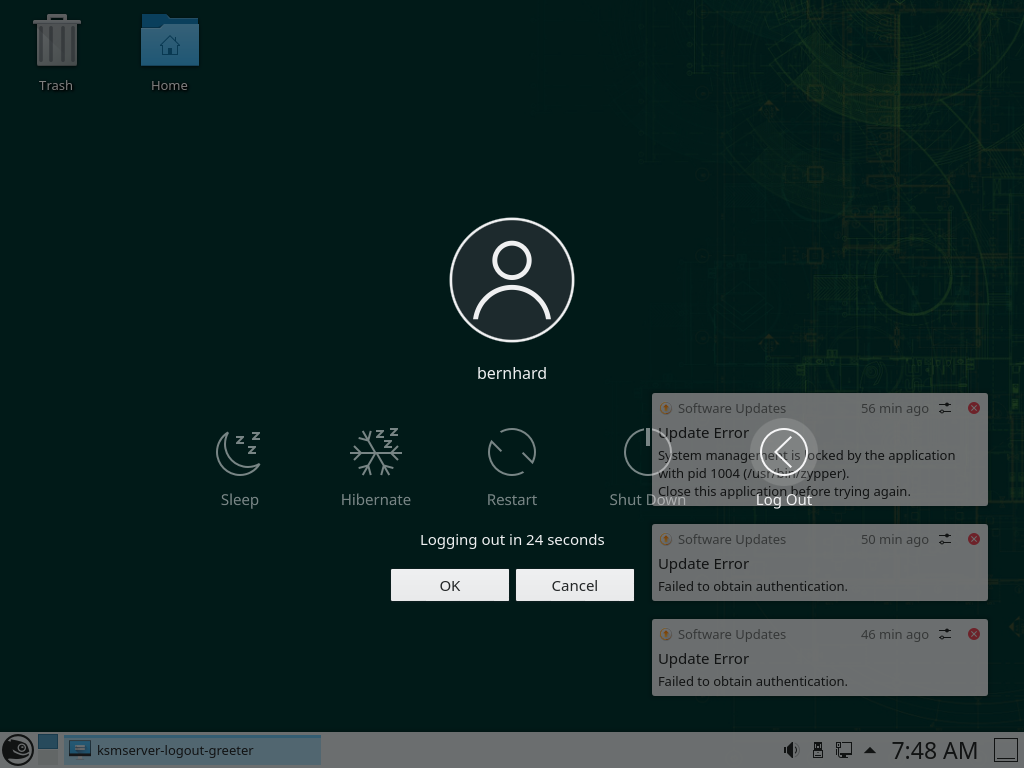 Trash
Home
bernhard
Sleep
Hibernate
Restart
Shut Down
Log Out
Logging out in 24 seconds
OK
Cancel
Software Updates 56 min ago
Update Error
System management is locked by the application
with pid 1004 (/usr/bin/zypper).
Close this application before trying again.
Software Updates 50 min ago
Update Error
Failed to obtain authentication.
Software Updates 46 min ago
Update Error
Failed to obtain authentication.
ksmserver-logout-greeter
7:48 AM